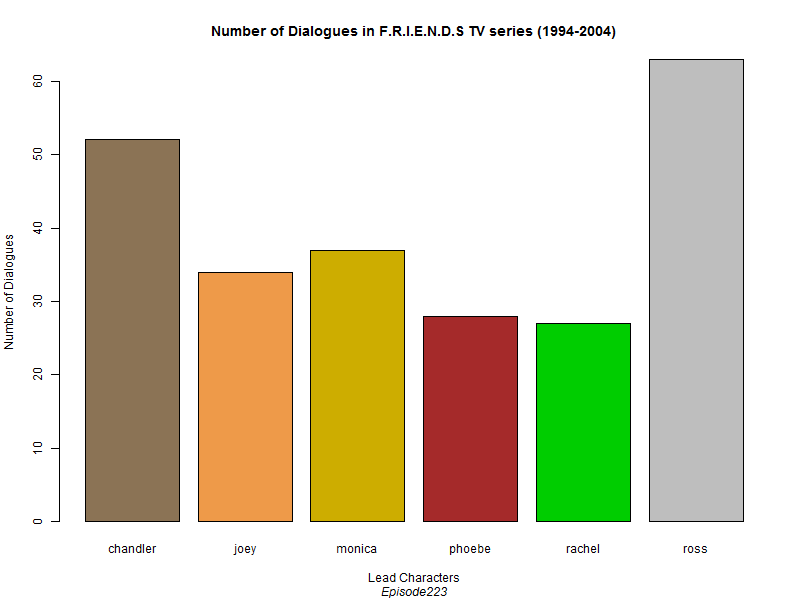 Number of Dialogues in F.R.I.E.N.D.S TV series (1994-2004)
Number of Dialogues
60
50
40
30
20
10
0
chandler joey monica phoebe rachel ross
Lead Characters
Episode223